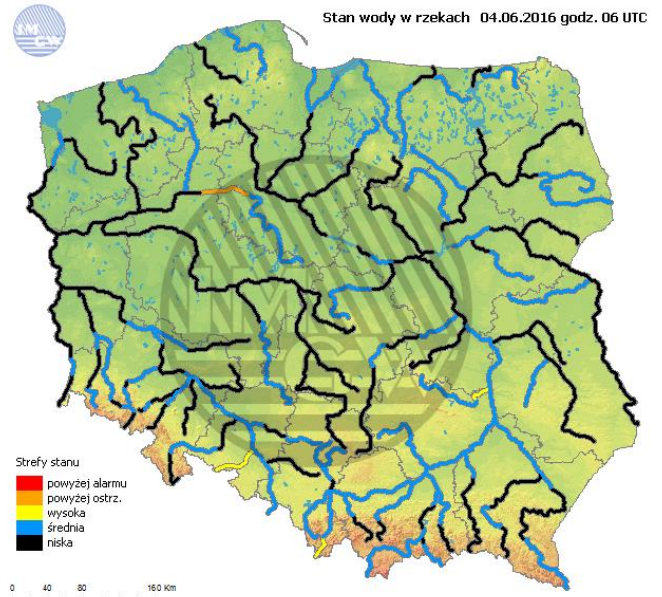 Stan wody w rzekach 04.06.2016 godz. 06 UTC
Strefy stanu
powyżej alarmu
powyżej ostrz.
wysoka
średnia
niska
0 40 80 160 Km